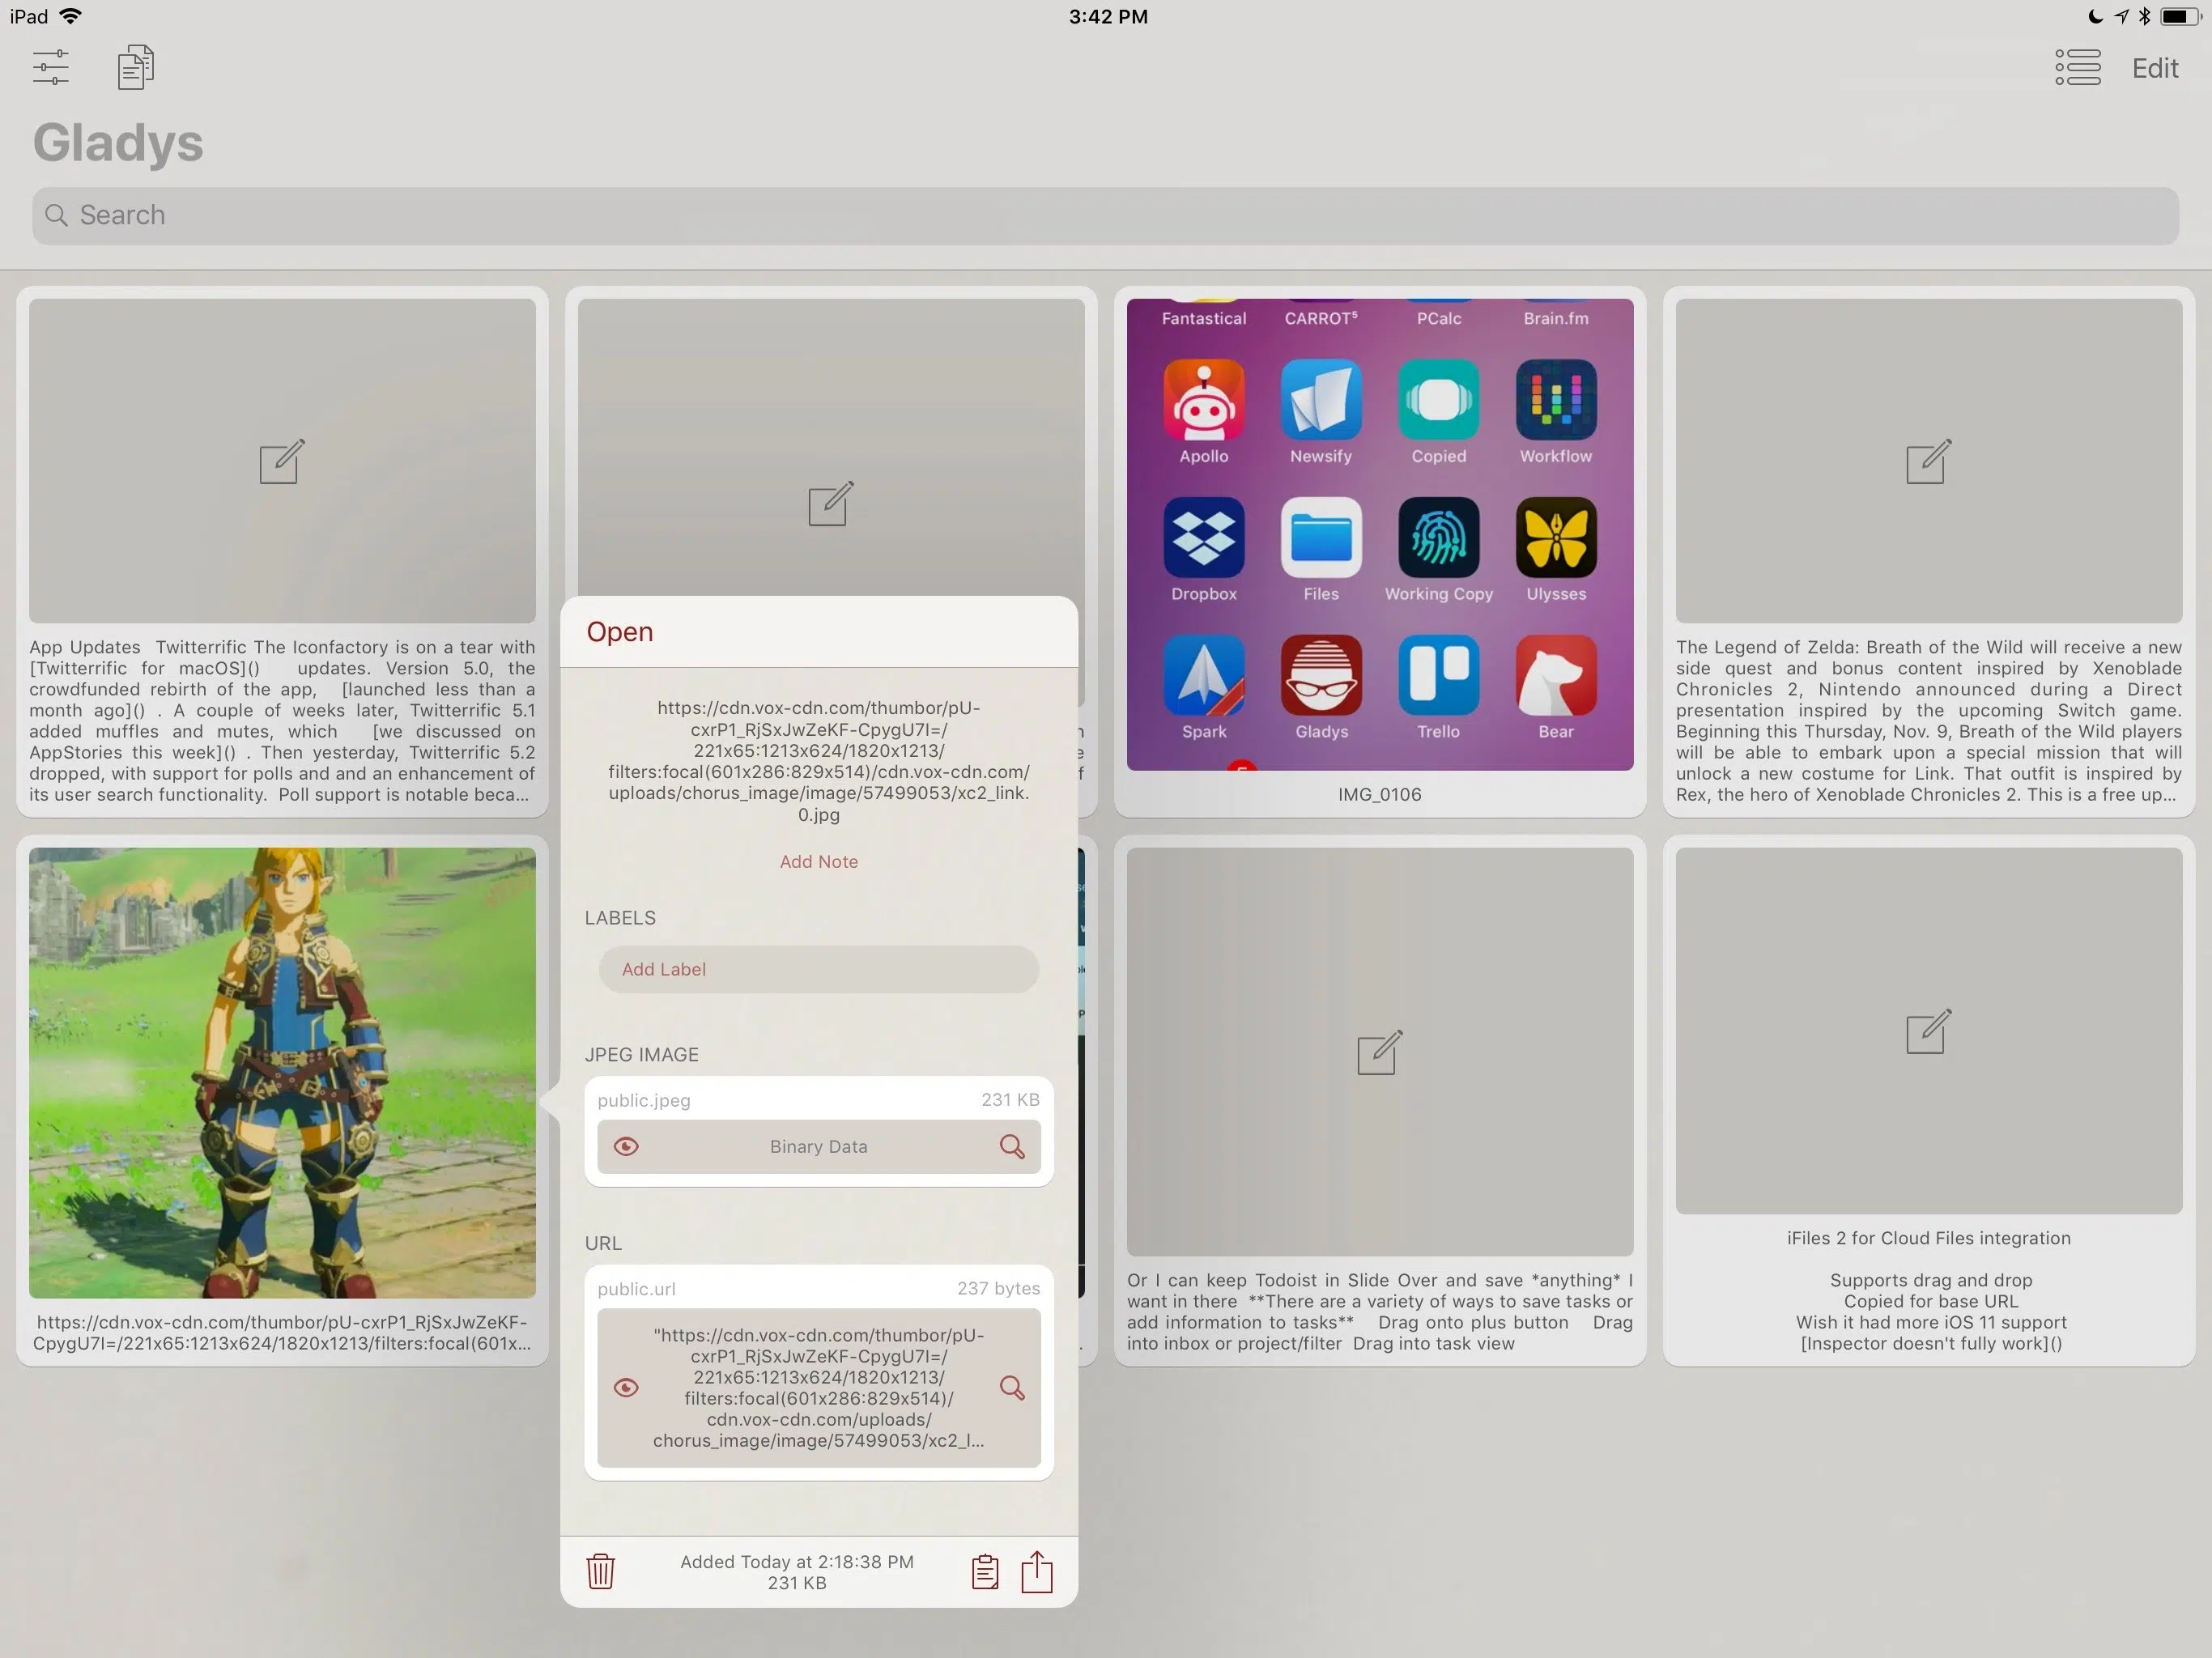 iPad
3:42 PM
Edit
Gladys
Search
App Updates  Twitterrific The Iconfactory is on a tear with
[Twitterrific for macOS]()  updates. Version 5.0, the
crowdfunded rebirth of the app,  [launched less than a
month ago]() . A couple of weeks later, Twitterrific 5.1
added muffles and mutes, which  [we discussed on
AppStories this week]() . Then yesterday, Twitterrific 5.2
dropped, with support for polls and and an enhancement of
its user search functionality.  Poll support is notable beca...
Fantastical
CARROT⁵
PCalc
Brain.fm
Apollo
Newsify
Copied
Workflow
Dropbox
Files
Working Copy
Ulysses
Spark
Gladys
Trello
Bear
IMG_0106
The Legend of Zelda: Breath of the Wild will receive a new
side quest and bonus content inspired by Xenoblade
Chronicles 2, Nintendo announced during a Direct
presentation inspired by the upcoming Switch game.
Beginning this Thursday, Nov. 9, Breath of the Wild players
will be able to embark upon a special mission that will
unlock a new costume for Link. That outfit is inspired by
Rex, the hero of Xenoblade Chronicles 2. This is a free up...
Open
https://cdn.vox-cdn.com/thumbor/pU-
cxrP1_RjSxJwZeKF-CpygU7I=/
221x65:1213x624/1820x1213/
filters:focal(601x286:829x514)/cdn.vox-cdn.com/
uploads/chorus_image/image/57499053/xc2_link.
0.jpg
Add Note
LABELS
Add Label
JPEG IMAGE
public.jpeg
231 KB
Binary Data
URL
public.url
237 bytes
"https://cdn.vox-cdn.com/thumbor/pU-
cxrP1_RjSxJwZeKF-CpygU7I=/
221x65:1213x624/1820x1213/
filters:focal(601x286:829x514)/
cdn.vox-cdn.com/uploads/
chorus_image/image/57499053/xc2_l...
Added Today at 2:18:38 PM
231 KB
https://cdn.vox-cdn.com/thumbor/pU-cxrP1_RjSxJwZeKF-
CpygU7I=/221x65:1213x624/1820x1213/filters:focal(601x...
Or I can keep Todoist in Slide Over and save *anything* I
want in there  **There are a variety of ways to save tasks or
add information to tasks**  Drag onto plus button  Drag
into inbox or project/filter  Drag into task view
iFiles 2 for Cloud Files integration
Supports drag and drop
Copied for base URL
Wish it had more iOS 11 support
[Inspector doesn't fully work]()